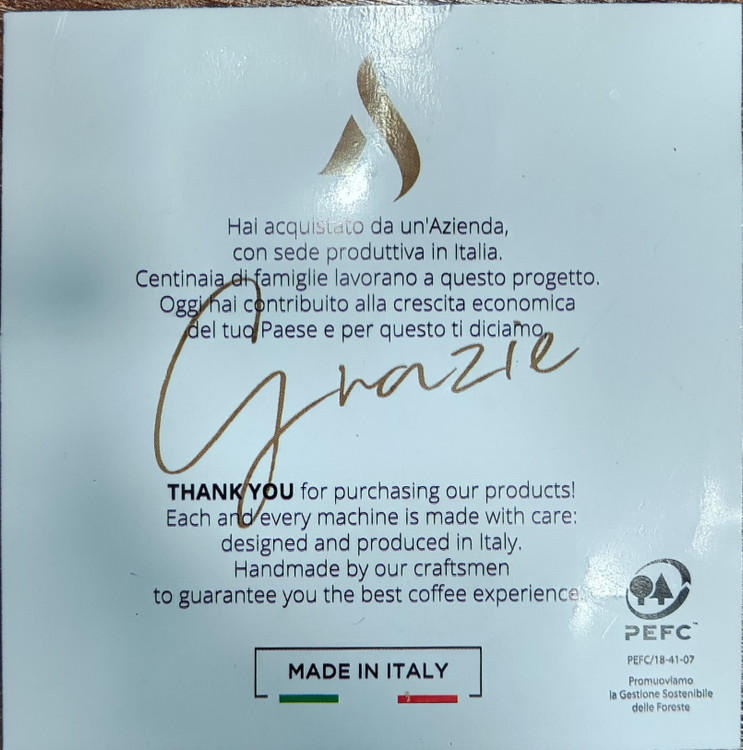 Hai acquistato da un'Azienda,
con sede produttiva in Italia.
Centinaia di famiglie lavorano a questo progetto.
Oggi hai contribuito alla crescita economica
del tuo Paese e per questo ti diciamo
Grazie
THANK YOU for purchasing our products!
Each and every machine is made with care:
designed and produced in Italy.
Handmade by our craftsmen
to guarantee you the best coffee experience.
PEFC™
PEFC/18-41-07
Promuoviamo
la Gestione Sostenibile
delle Foreste
MADE IN ITALY